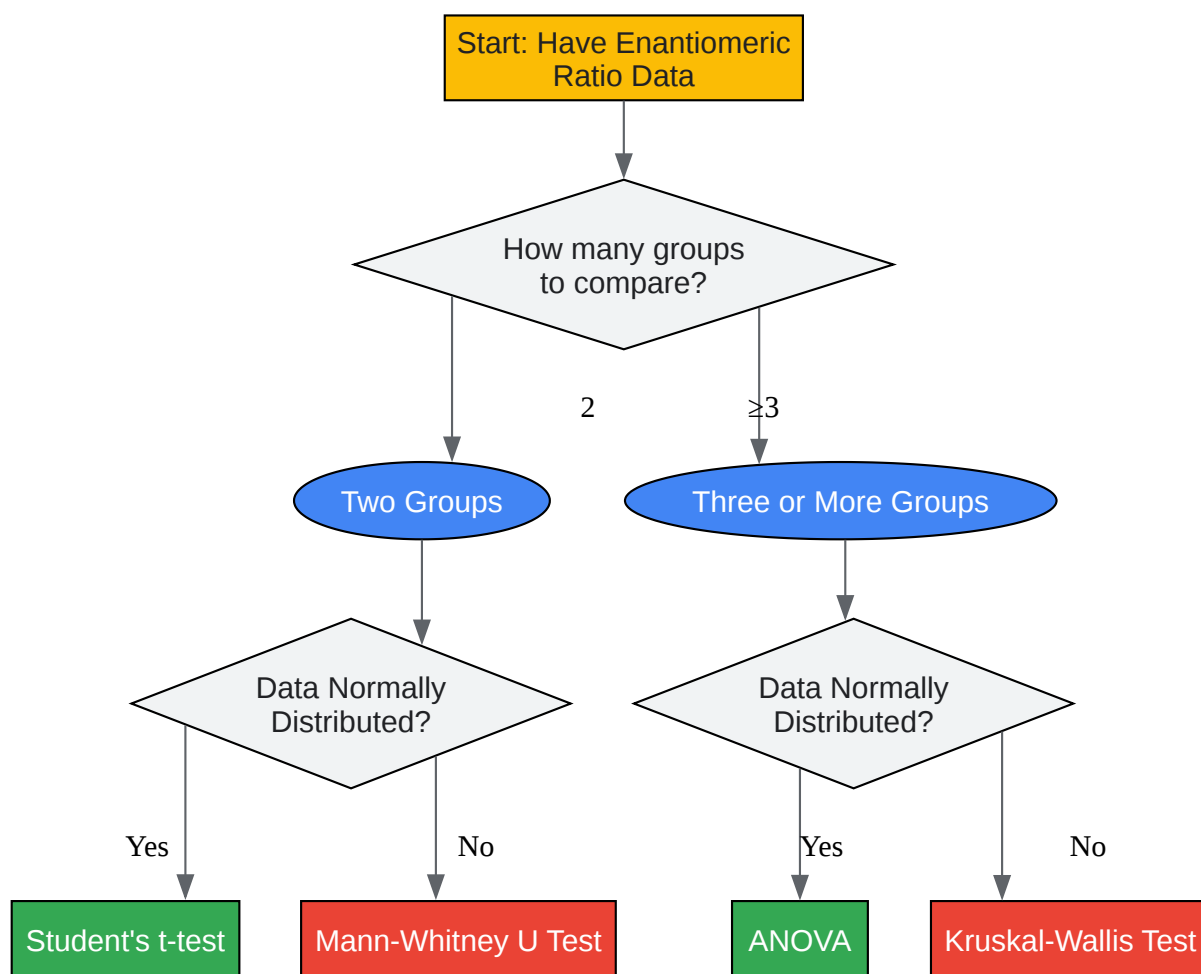 Start: Have Enantiomeric
Ratio Data
How many groups
to compare?
2
≥3
Two Groups
Three or More Groups
Data Normally
Distributed?
Data Normally
Distributed?
Yes
No
Yes
No
Student's t-test
Mann-Whitney U Test
ANOVA
Kruskal-Wallis Test